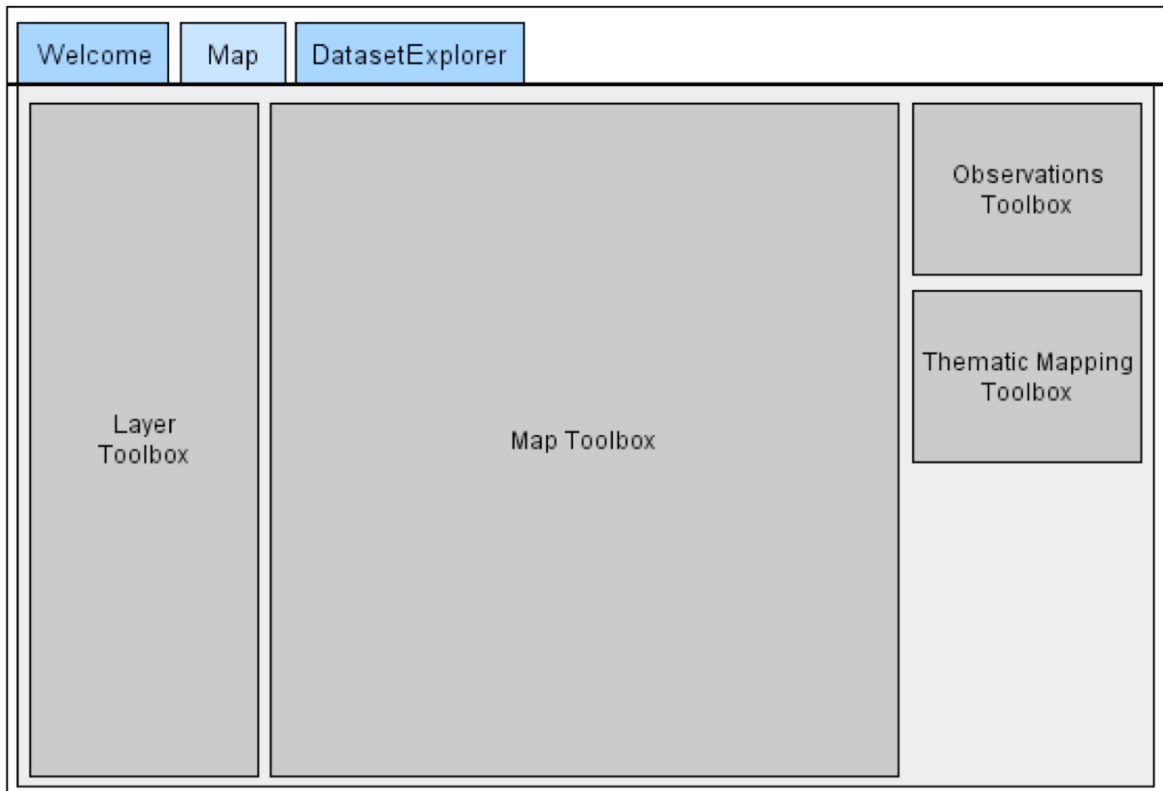 Welcome
Map
DatasetExplorer
Layer
Toolbox
Map Toolbox
Observations
Toolbox
Thematic Mapping
Toolbox